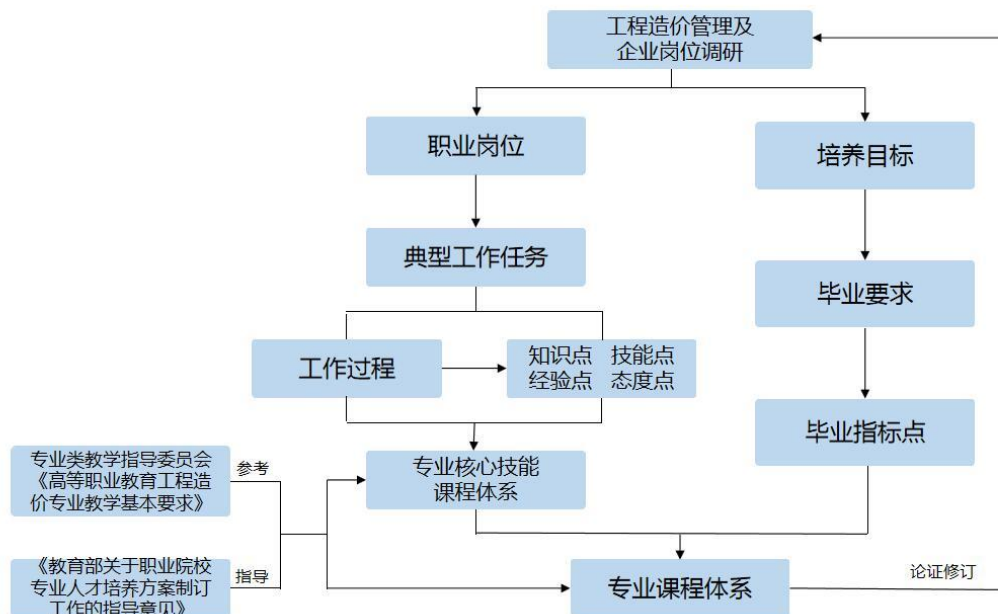 工程造价管理及
企业岗位调研
职业岗位
培养目标
典型工作任务
毕业要求
工作过程
知识点 技能点
经验点 态度点
毕业指标点
专业类教学指导委员会
《高等职业教育工程造
价专业教学基本要求》
参考
专业核心技能
课程体系
《教育部关于职业院校
专业人才培养方案制订
工作的指导意见》
指导
专业课程体系
论证修订